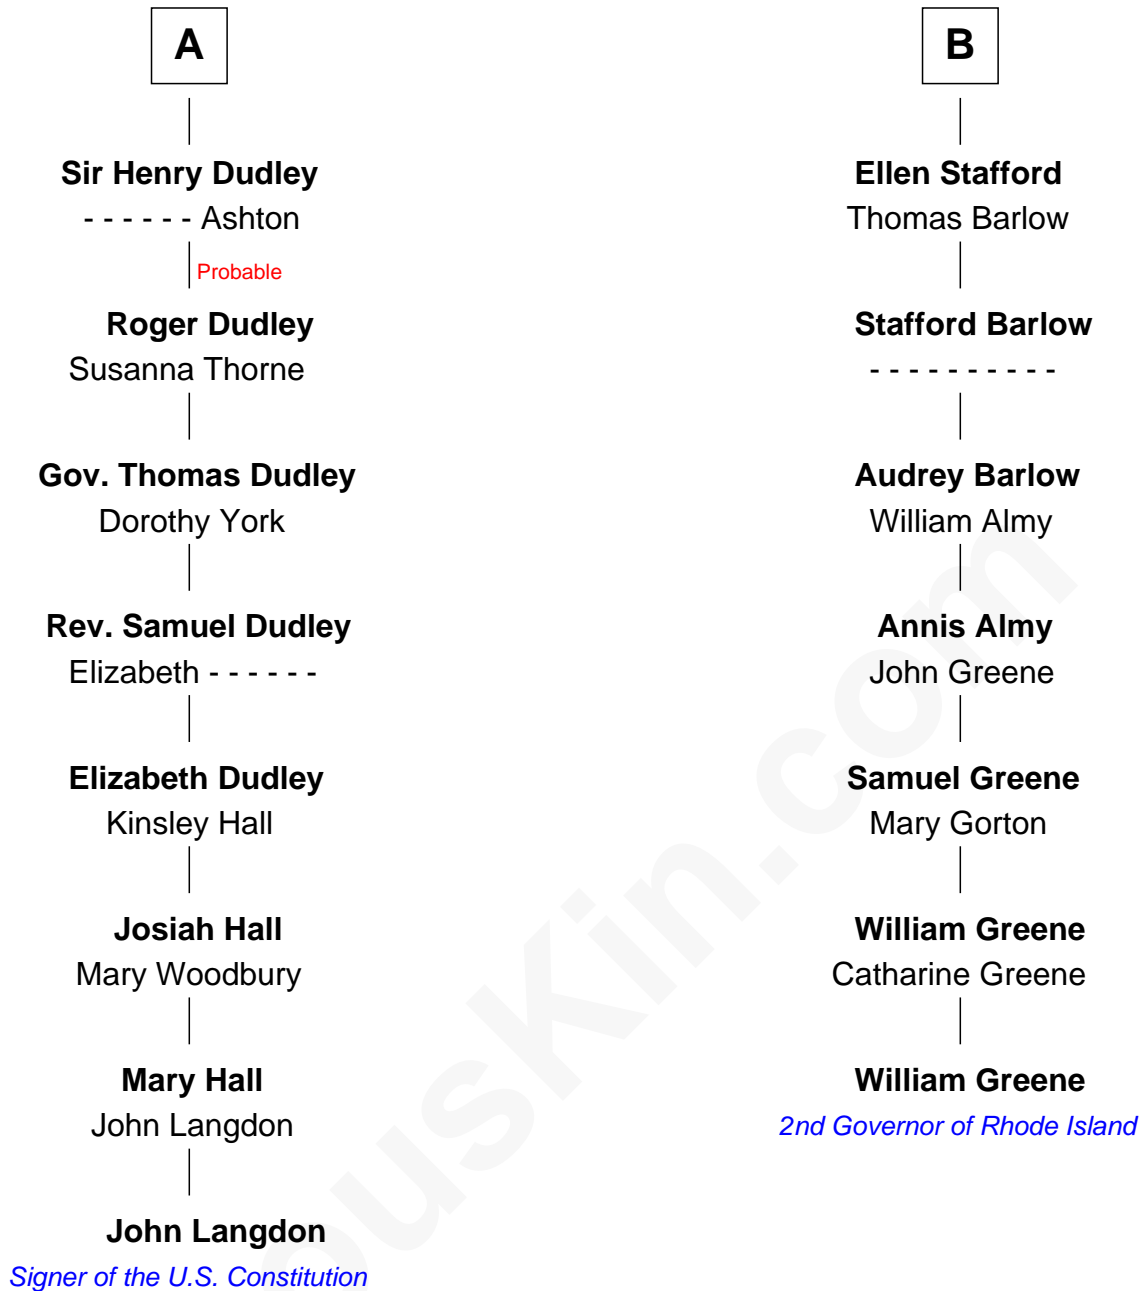 A
Sir Henry Dudley
- - - - - - Ashton
Probable
Roger Dudley
Susanna Thorne
Gov. Thomas Dudley
Dorothy York
Rev. Samuel Dudley
Elizabeth - - - - - -
Elizabeth Dudley
Kinsley Hall
Josiah Hall
Mary Woodbury
Mary Hall
John Langdon
John Langdon
Signer of the U.S. Constitution
B
Ellen Stafford
Thomas Barlow
Stafford Barlow
- - - - - - - - - -
Audrey Barlow
William Almy
Annis Almy
John Greene
Samuel Greene
Mary Gorton
William Greene
Catharine Greene
William Greene
2nd Governor of Rhode Island
ousKin.com